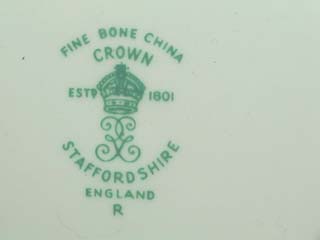 FINE BONE CHINA
CROWN
ESTD 1801
STAFFORDSHIRE
ENGLAND
R